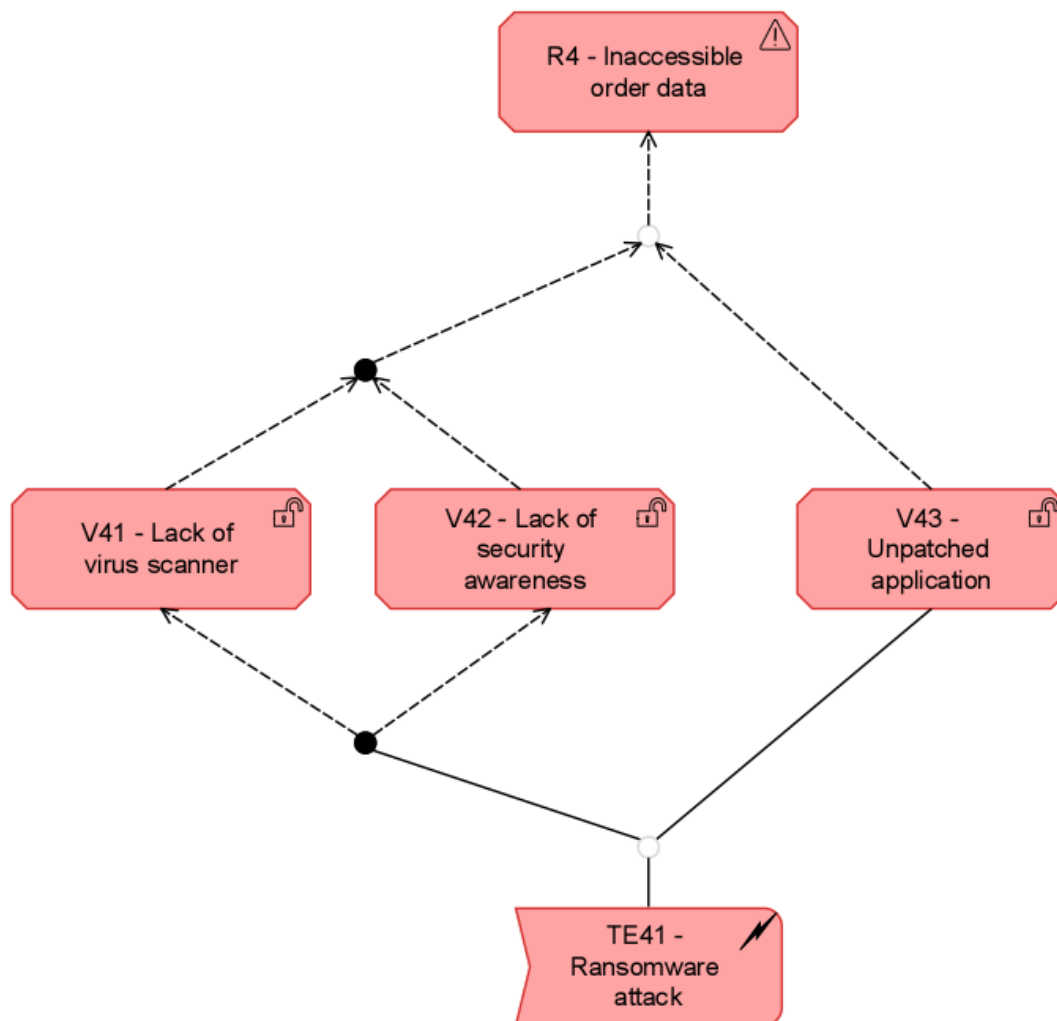 R4 - Inaccessible
order data
V41 - Lack of
virus scanner
V42 - Lack of
security
awareness
V43 -
Unpatched
application
TE41 -
Ransomware
attack